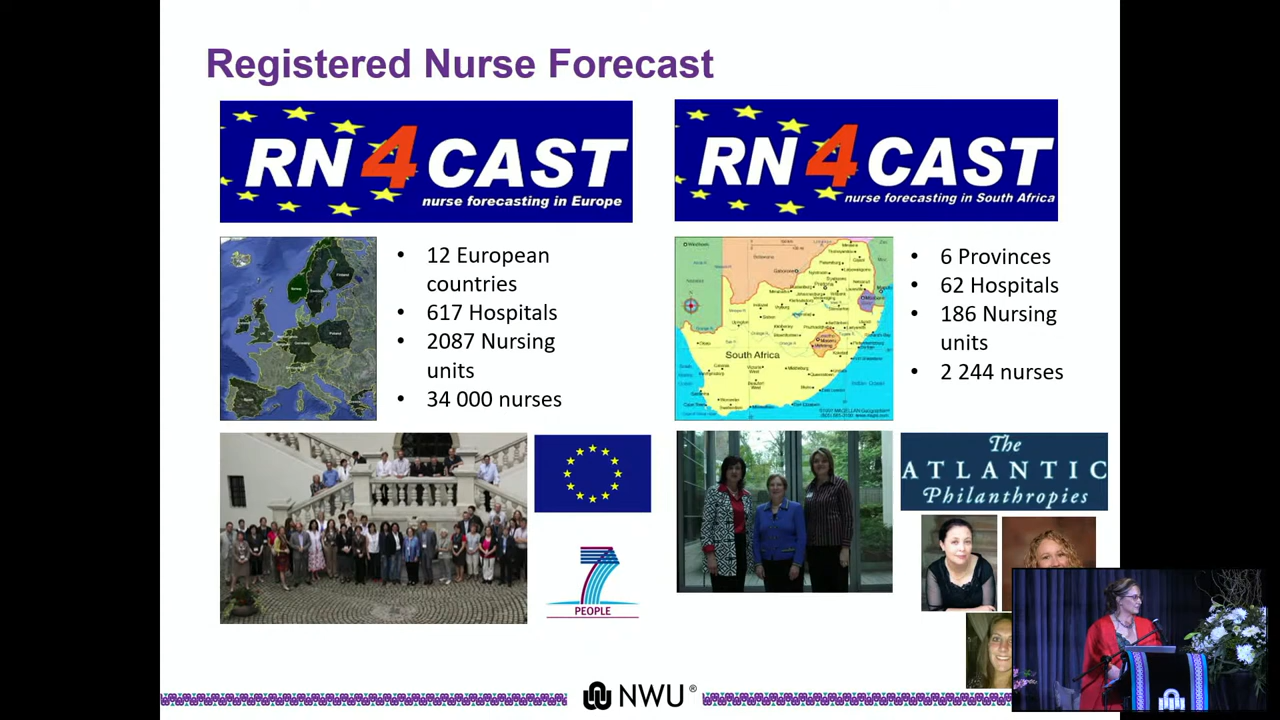 Registered Nurse Forecast
RN4CAST
nurse forecasting in Europe
RN4CAST
nurse forecasting in South Africa
• 12 European
countries
• 617 Hospitals
• 2087 Nursing
units
• 34 000 nurses
South Africa
• 6 Provinces
• 62 Hospitals
• 186 Nursing
units
• 2 244 nurses
7
PEOPLE
The
ATLANTIC
Philanthropies
NWU®